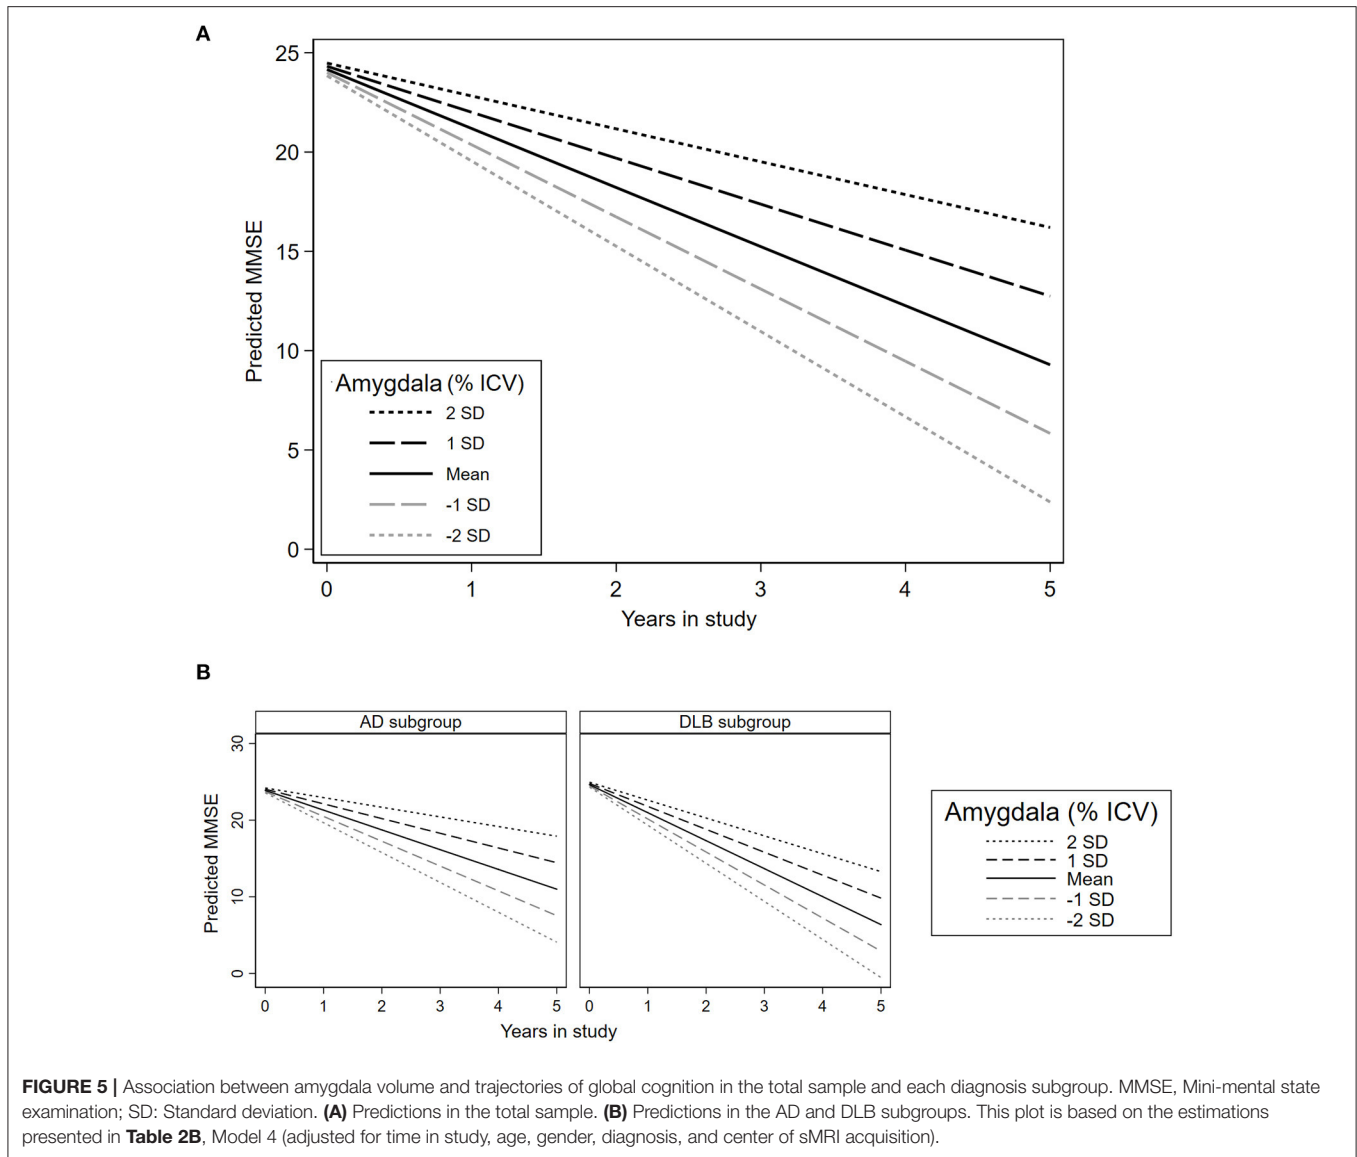 A
25
20
15
10
5
0
Predicted MMSE
Amygdala (% ICV)
2 SD
1 SD
Mean
-1 SD
-2 SD
0 1 2 3 4 5
Years in study
B
AD subgroup DLB subgroup
30
20
10
0
Predicted MMSE
0 1 2 3 4 5 0 1 2 3 4 5
Years in study
Amygdala (% ICV)
2 SD
1 SD
Mean
-1 SD
-2 SD
FIGURE 5 | Association between amygdala volume and trajectories of global cognition in the total sample and each diagnosis subgroup. MMSE, Mini-mental state
examination; SD: Standard deviation. (A) Predictions in the total sample. (B) Predictions in the AD and DLB subgroups. This plot is based on the estimations
presented in Table 2B, Model 4 (adjusted for time in study, age, gender, diagnosis, and center of sMRI acquisition).